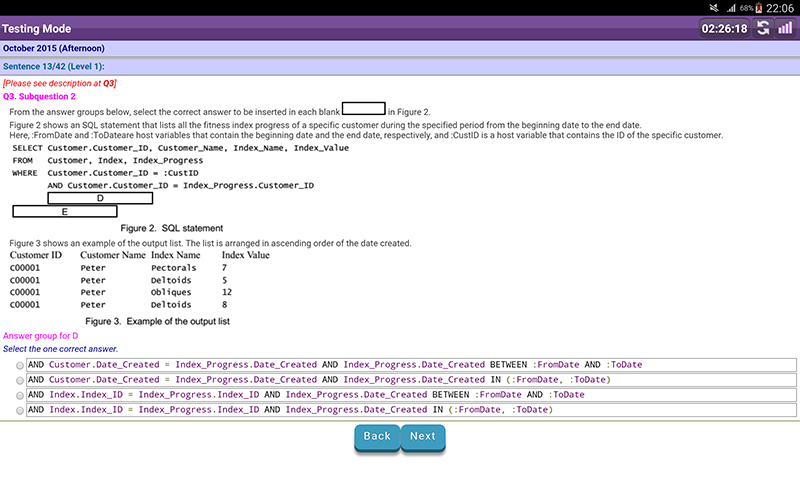 68% 22:06
Testing Mode 02:26:18
October 2015 (Afternoon)
Sentence 13/42 (Level 1):
[Please see description at Q3]
Q3. Subquestion 2
From the answer groups below, select the correct answer to be inserted in each blank in Figure 2.
Figure 2 shows an SQL statement that lists all the fitness index progress of a specific customer during the specified period from the beginning date to the end date.
Here, :FromDate and :ToDateare host variables that contain the beginning date and the end date, respectively, and :CustID is a host variable that contains the ID of the specific customer.
SELECT Customer.Customer_ID, Customer_Name, Index_Name, Index_Value
FROM Customer, Index, Index_Progress
WHERE Customer.Customer_ID = :CustID
AND Customer.Customer_ID = Index_Progress.Customer_ID
D
E
Figure 2. SQL statement
Figure 3 shows an example of the output list. The list is arranged in ascending order of the date created.
Customer ID Customer Name Index Name Index Value
C00001 Peter Pectorals 7
C00001 Peter Deltoids 5
C00001 Peter Obliques 12
C00001 Peter Deltoids 8
Figure 3. Example of the output list
Answer group for D
Select the one correct answer.
AND Customer.Date_Created = Index_Progress.Date_Created AND Index_Progress.Date_Created BETWEEN :FromDate AND :ToDate
AND Customer.Date_Created = Index_Progress.Date_Created AND Index_Progress.Date_Created IN (:FromDate, :ToDate)
AND Index.Index_ID = Index_Progress.Index_ID AND Index_Progress.Date_Created BETWEEN :FromDate AND :ToDate
AND Index.Index_ID = Index_Progress.Index_ID AND Index_Progress.Date_Created IN (:FromDate, :ToDate)
Back Next